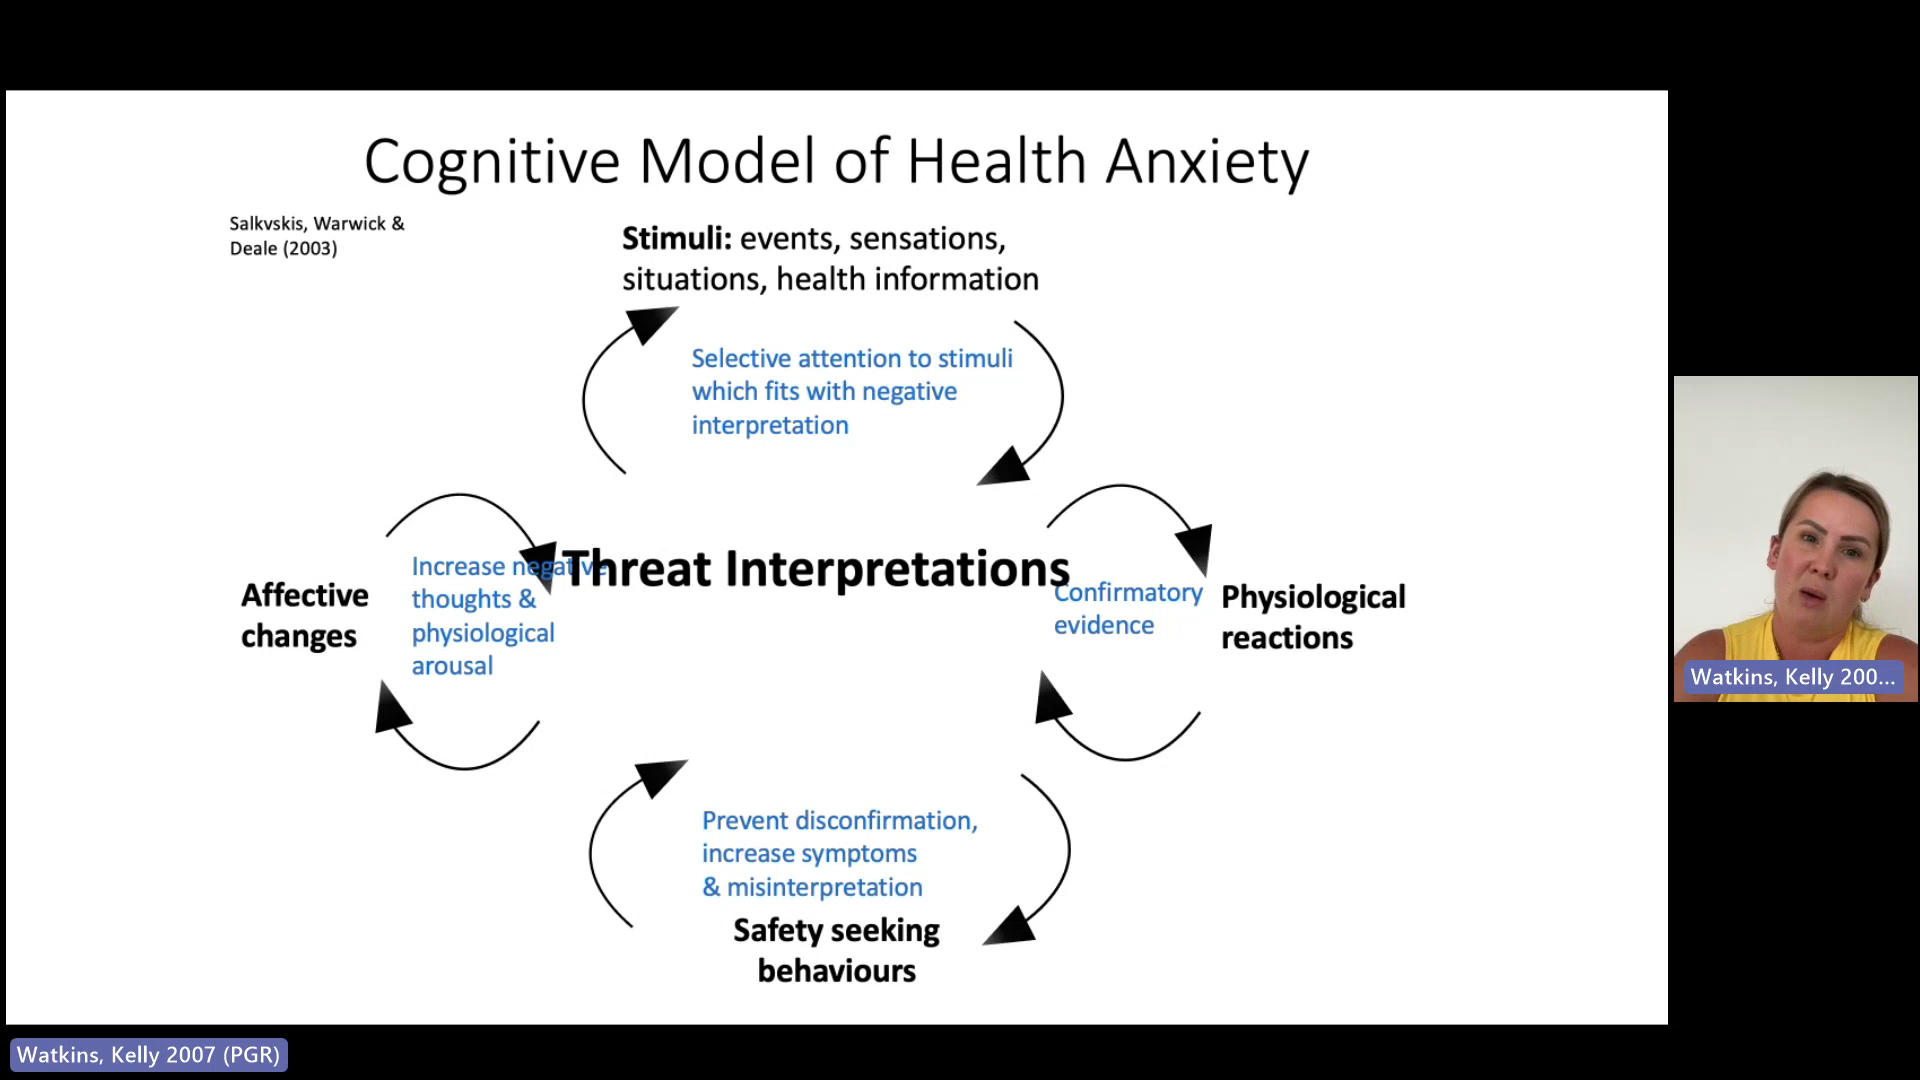 Cognitive Model of Health Anxiety
Salkvskis, Warwick &
Deale (2003)
Stimuli: events, sensations,
situations, health information
Selective attention to stimuli
which fits with negative
interpretation
Threat Interpretations
Affective
changes
Increase negative
thoughts &
physiological
arousal
Confirmatory
evidence
Physiological
reactions
Prevent disconfirmation,
increase symptoms
& misinterpretation
Safety seeking
behaviours
Watkins, Kelly 200...
Watkins, Kelly 2007 (PGR)